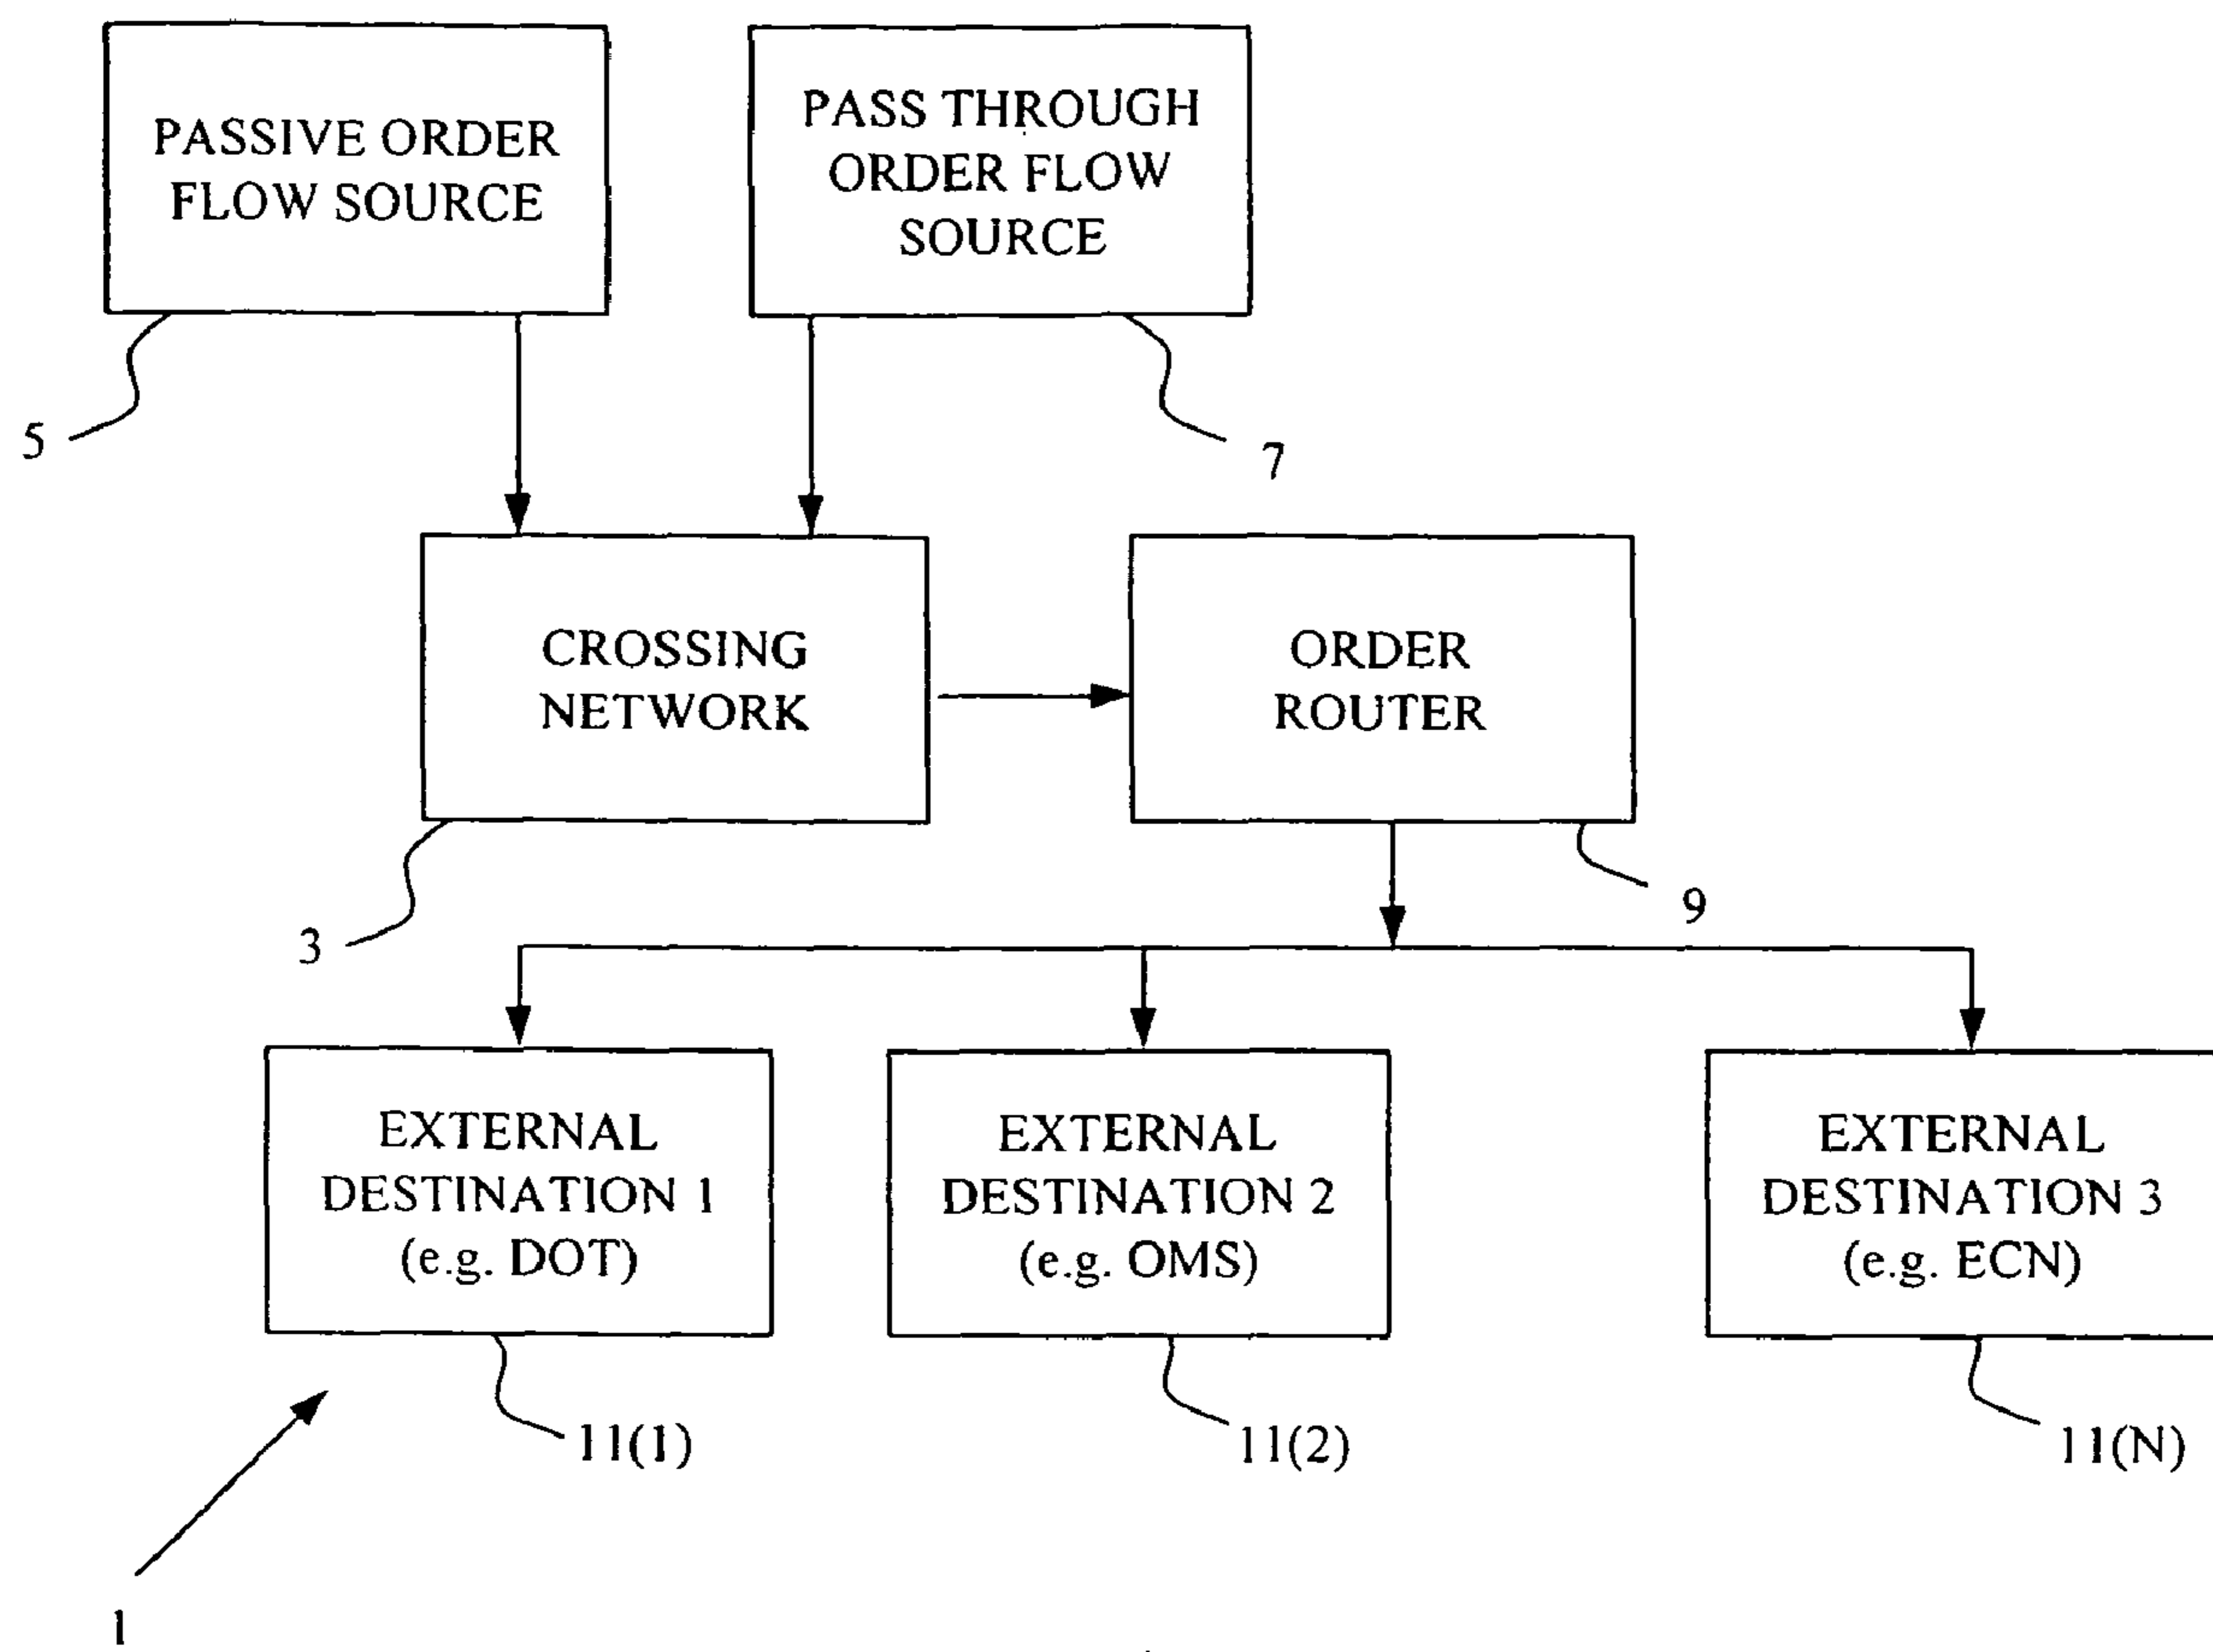 PASSIVE ORDER
FLOW SOURCE
PASS THROUGH
ORDER FLOW
SOURCE
5
7
CROSSING
NETWORK
ORDER
ROUTER
3
9
EXTERNAL
DESTINATION 1
(e.g. DOT)
EXTERNAL
DESTINATION 2
(e.g. OMS)
EXTERNAL
DESTINATION 3
(e.g. ECN)
11(1)
11(2)
11(N)
1